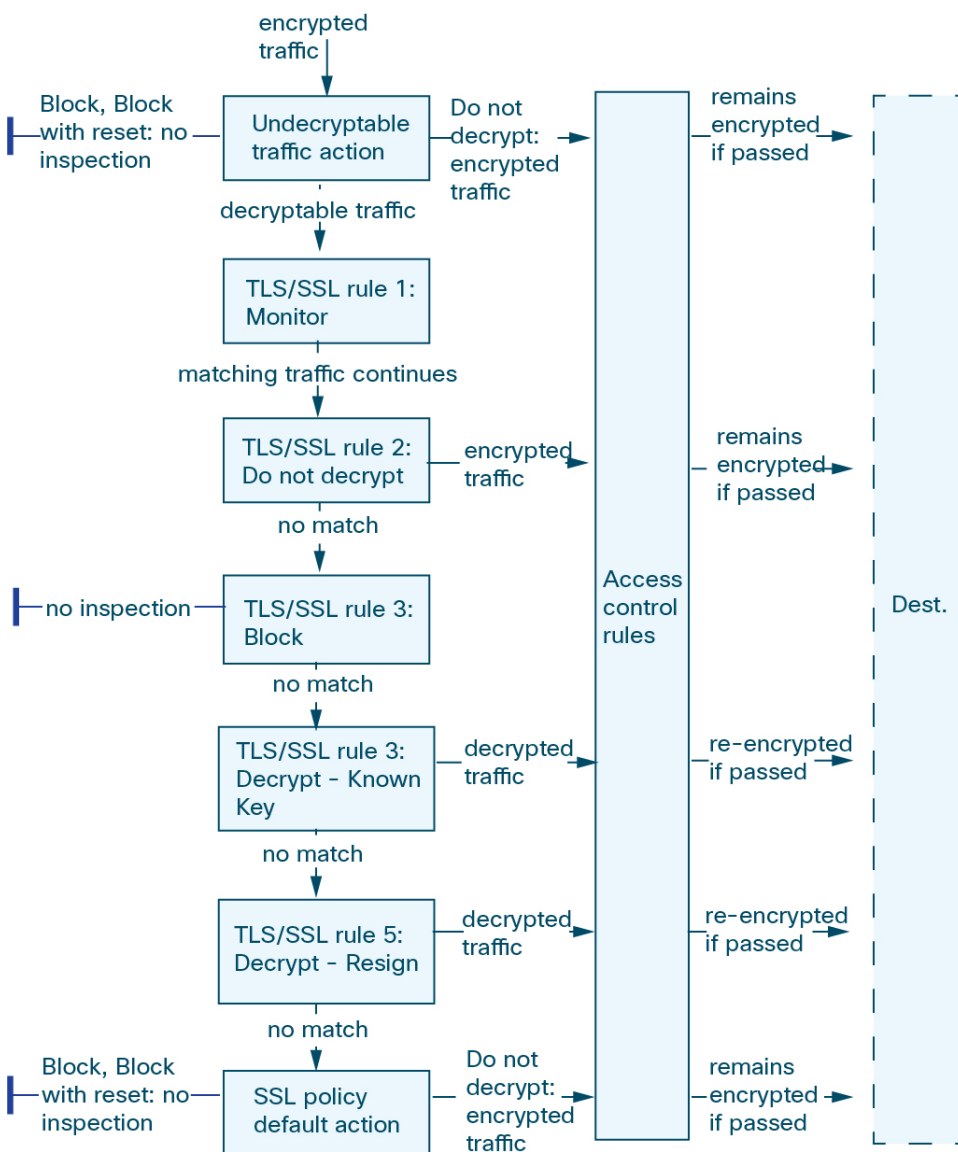 encrypted
traffic
Block, Block
with reset: no
inspection
Undecryptable
traffic action
Do not
decrypt:
encrypted
traffic
remains
encrypted
if passed
decryptable traffic
TLS/SSL rule 1:
Monitor
matching traffic continues
TLS/SSL rule 2:
Do not decrypt
encrypted
traffic
remains
encrypted
if passed
no match
no inspection
TLS/SSL rule 3:
Block
Access
control
rules
Dest.
no match
TLS/SSL rule 3:
Decrypt - Known
Key
decrypted
traffic
re-encrypted
if passed
no match
TLS/SSL rule 5:
Decrypt - Resign
decrypted
traffic
re-encrypted
if passed
no match
Block, Block
with reset: no
inspection
SSL policy
default action
Do not
decrypt:
encrypted
traffic
remains
encrypted
if passed